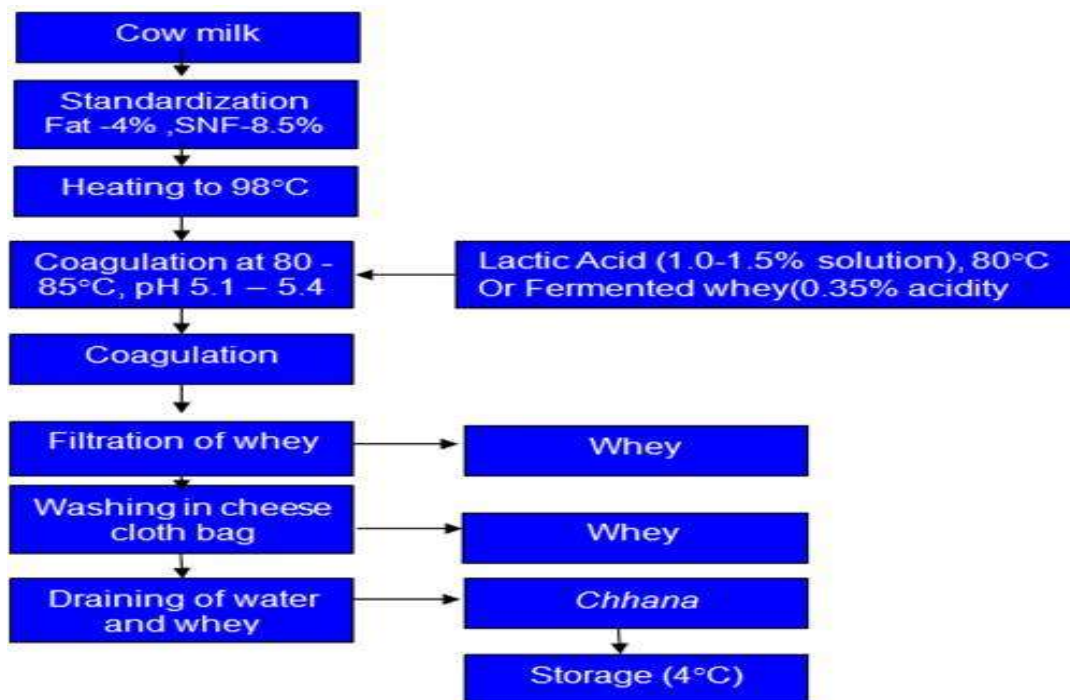 Cow milk
Standardization
Fat -4% ,SNF-8.5%
Heating to 98°C
Coagulation at 80 -
85°C, pH 5.1 – 5.4
Lactic Acid (1.0-1.5% solution), 80°C
Or Fermented whey(0.35% acidity
Coagulation
Filtration of whey
Whey
Washing in cheese
cloth bag
Whey
Draining of water
and whey
Chhana
Storage (4°C)